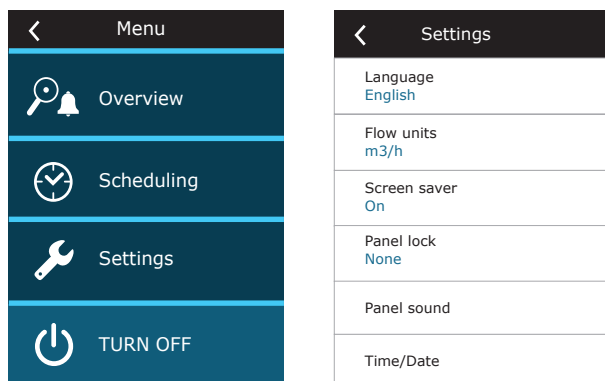 Menu
Overview
Scheduling
Settings
TURN OFF
Settings
Language
English
Flow units
m3/h
Screen saver
On
Panel lock
None
Panel sound
Time/Date